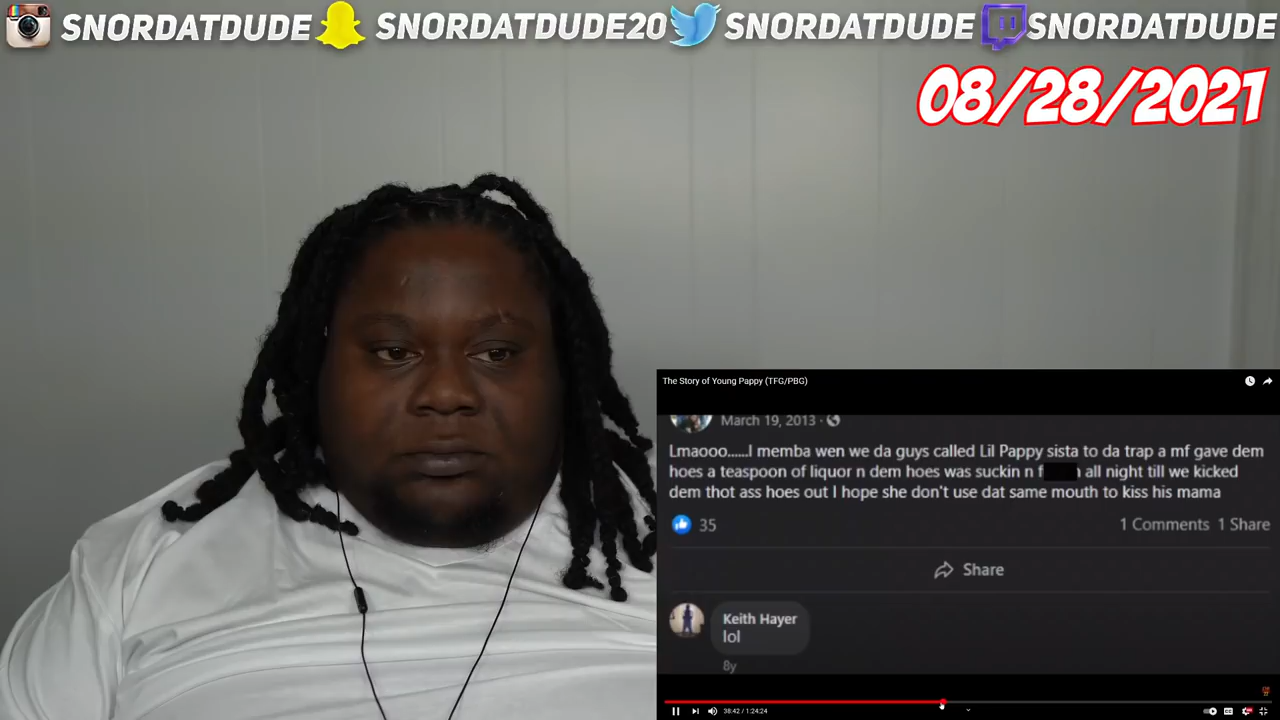 SNORDATDUDE SNORDATDUDE20 SNORDATDUDE SNORDATDUDE
08/28/2021
The Story of Young Pappy (TFG/PBG)
March 19, 2013 ·
Lmaooo......I memba wen we da guys called Lil Pappy sista to da trap a mf gave dem
hoes a teaspoon of liquor n dem hoes was suckin n f n all night till we kicked
dem thot ass hoes out I hope she don't use dat same mouth to kiss his mama
35
1 Comments 1 Share
Share
Keith Hayer
lol
8y
38:42 / 1:24:24